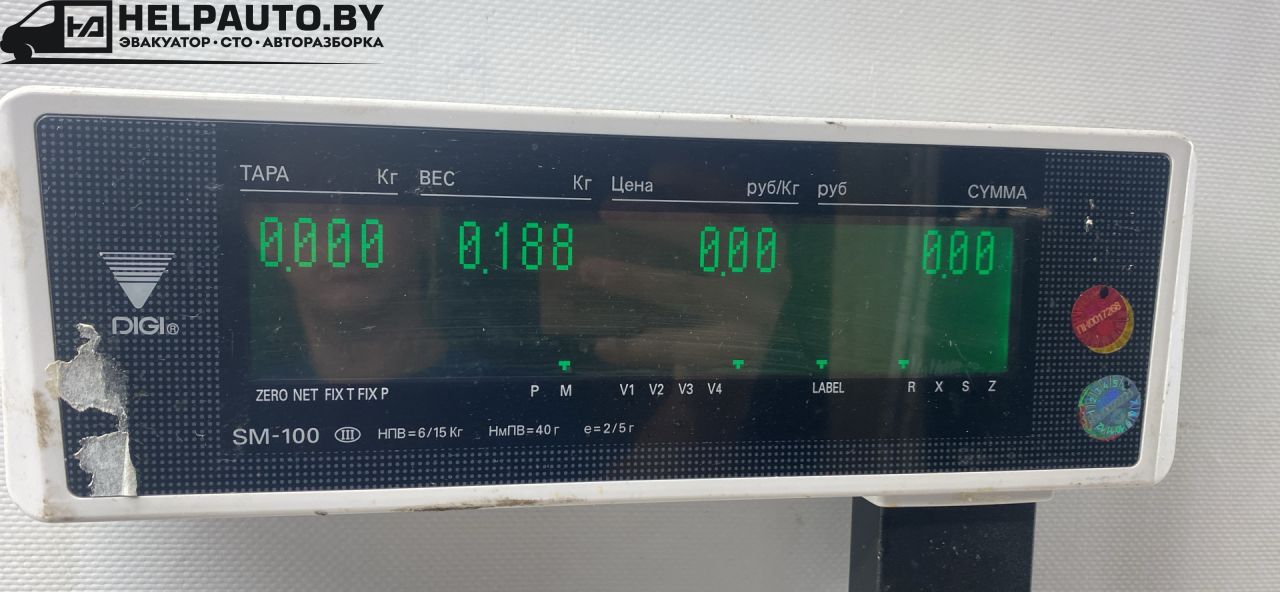 HELPAUTO.BY
ЭВАКУАТОР·СТО·АВТОРАЗБОРКА
ТАРА Кг ВЕС Кг Цена руб/Кг руб СУММА
0.000 0.188 0.00 0.00
DIGI®
ПК0017268
ZERO NET FIX T FIX P P M V1 V2 V3 V4 LABEL R X S Z
SM-100 III НПВ=6/15 Кг НмПВ=40 г e=2/5 г